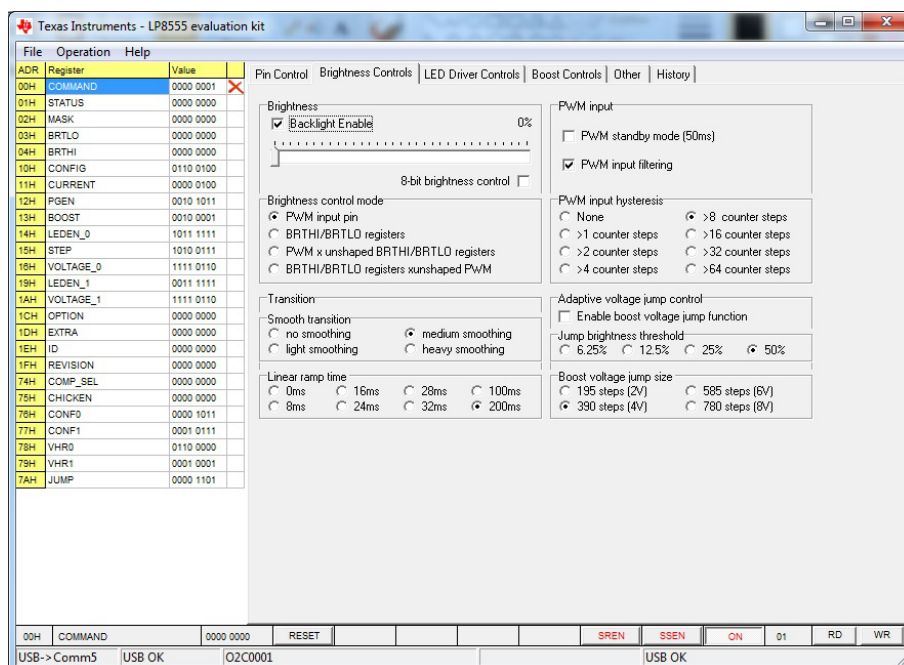 Texas Instruments - LP8555 evaluation kit
File Operation Help
ADR Register Value
00H COMMAND 0000 0001
01H STATUS 0000 0000
02H MASK 0000 0000
03H BRTLO 0000 0000
04H BRTHI 0000 0000
10H CONFIG 0110 0100
11H CURRENT 0000 0100
12H PGEN 0010 1011
13H BOOST 0010 0001
14H LEDEN_0 1011 1111
15H STEP 1010 0111
16H VOLTAGE_0 1111 0110
19H LEDEN_1 0011 1111
1AH VOLTAGE_1 1111 0110
1CH OPTION 0000 0000
1DH EXTRA 0000 0000
1EH ID 0000 0000
1FH REVISION 0000 0000
74H COMP_SEL 0000 0000
75H CHICKEN 0000 0000
76H CONF0 0000 1011
77H CONF1 0001 0111
78H VHR0 0110 0000
79H VHR1 0001 0001
7AH JUMP 0000 1101
Pin Control Brightness Controls LED Driver Controls Boost Controls Other History
Brightness
Backlight Enable 0%
8-bit brightness control
Brightness control mode
PWM input pin
BRTHI/BRTLO registers
PWM x unshaped BRTHI/BRTLO registers
BRTHI/BRTLO registers xunshaped PWM
Transition
Smooth transition
no smoothing medium smoothing
light smoothing heavy smoothing
Linear ramp time
0ms 16ms 28ms 100ms
8ms 24ms 32ms 200ms
PWM input
PWM standby mode (50ms)
PWM input filtering
PWM input hysteresis
None >8 counter steps
>1 counter steps >16 counter steps
>2 counter steps >32 counter steps
>4 counter steps >64 counter steps
Adaptive voltage jump control
Enable boost voltage jump function
Jump brightness threshold
6.25% 12.5% 25% 50%
Boost voltage jump size
195 steps (2V) 585 steps (6V)
390 steps (4V) 780 steps (8V)
00H COMMAND 0000 0000 RESET SREN SSEN ON 01 RD WR
USB->Comm5 USB OK O2C0001 USB OK